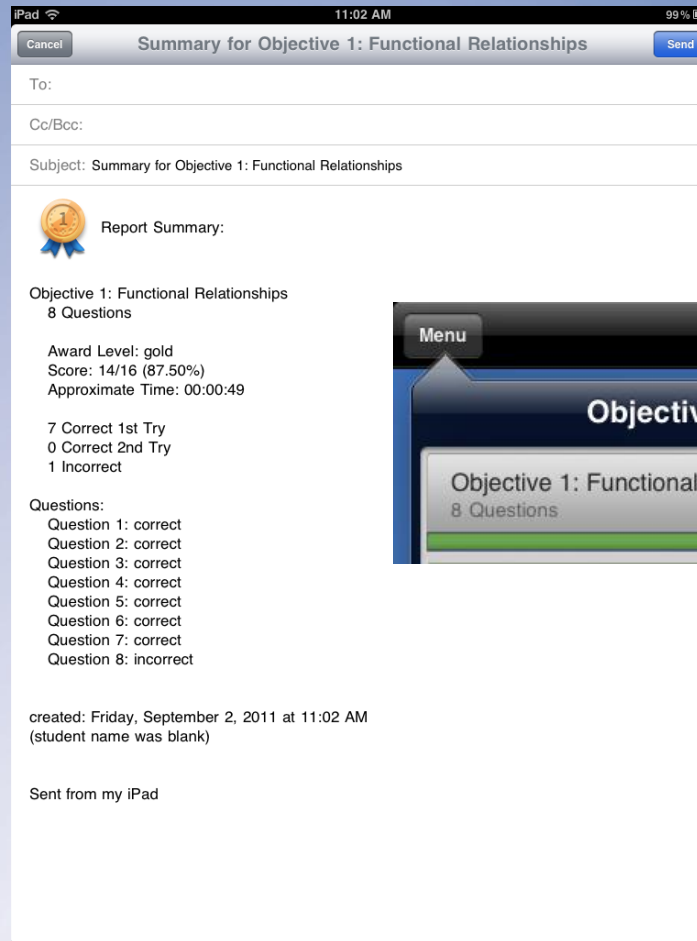 iPad 11:02 AM 99%
Cancel Summary for Objective 1: Functional Relationships Send
To:
Cc/Bcc:
Subject: Summary for Objective 1: Functional Relationships
1
Report Summary:
Objective 1: Functional Relationships
8 Questions
Award Level: gold
Score: 14/16 (87.50%)
Approximate Time: 00:00:49
7 Correct 1st Try
0 Correct 2nd Try
1 Incorrect
Questions:
Question 1: correct
Question 2: correct
Question 3: correct
Question 4: correct
Question 5: correct
Question 6: correct
Question 7: correct
Question 8: incorrect
created: Friday, September 2, 2011 at 11:02 AM
(student name was blank)
Sent from my iPad
Menu
Objectiv
Objective 1: Functional
8 Questions